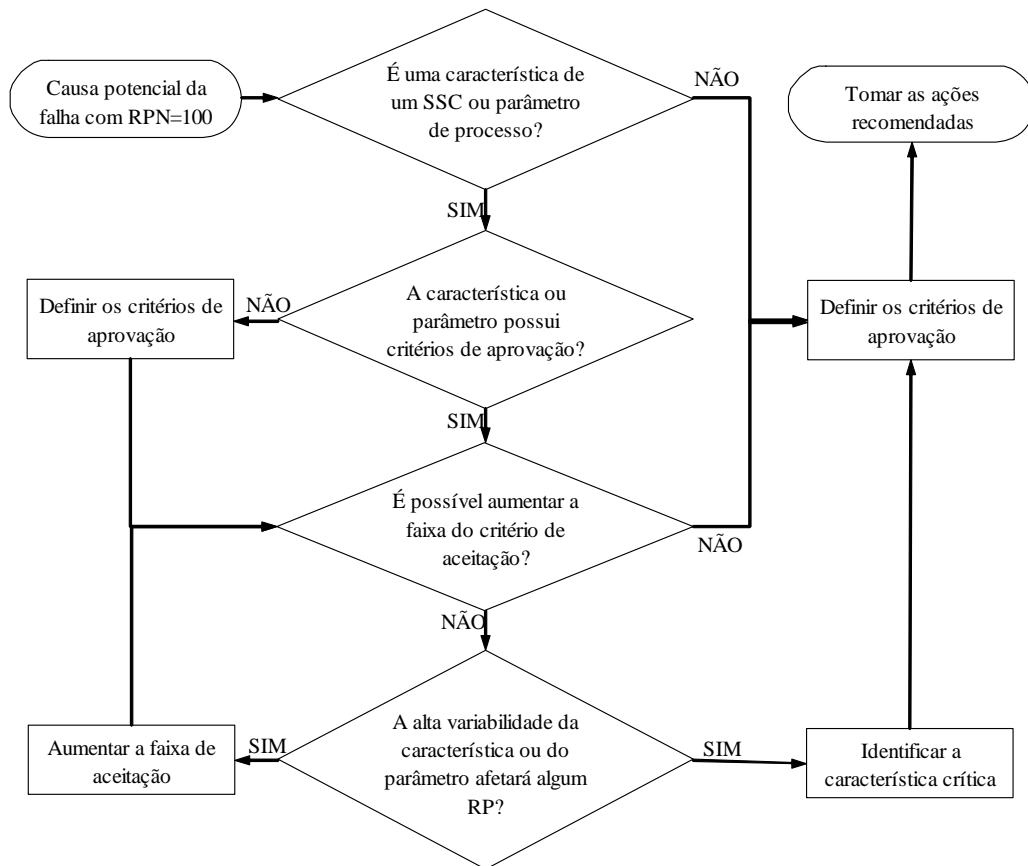 Causa potencial da
falha com RPN=100
É uma característica de
um SSC ou parâmetro
de processo?
NÃO
Tomar as ações
recomendadas
SIM
Definir os critérios de
aprovação
NÃO
A característica ou
parâmetro possui
critérios de aprovação?
Definir os critérios de
aprovação
SIM
É possível aumentar a
faixa do critério de
aceitação?
NÃO
NÃO
Aumentar a faixa de
aceitação
SIM
A alta variabilidade da
característica ou do
parâmetro afetará algum
RP?
SIM
Identificar a
característica crítica